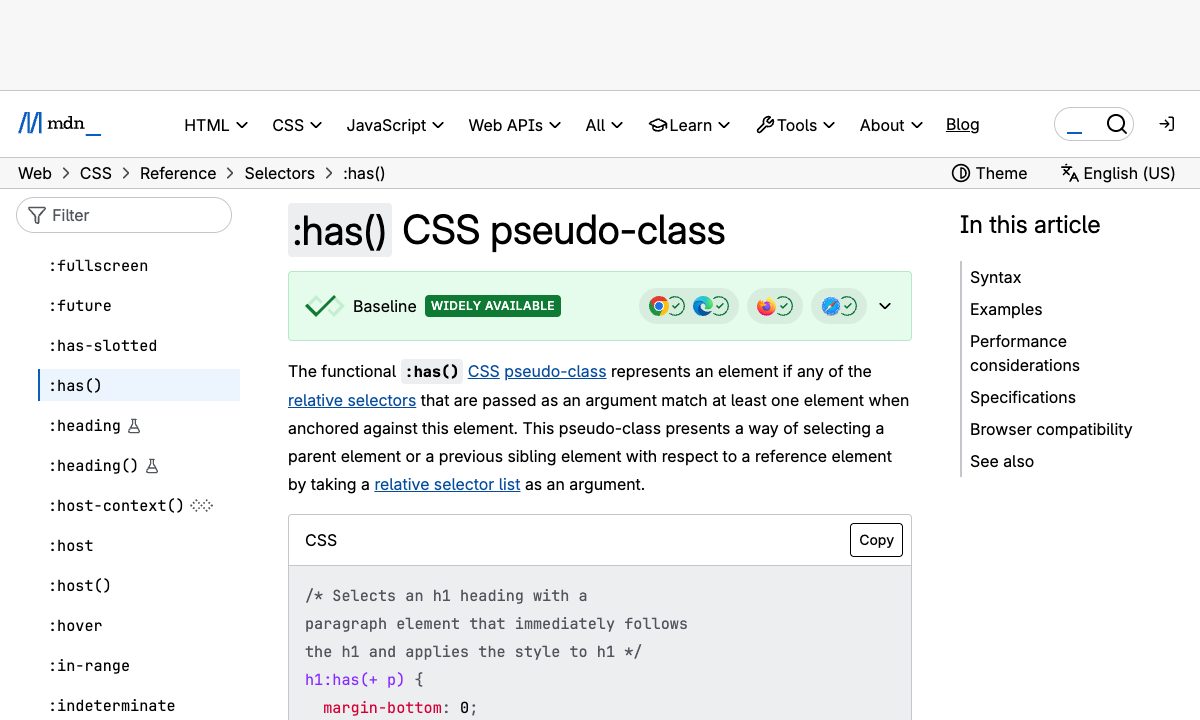 mdn_
HTML CSS JavaScript Web APIs All Learn Tools About Blog
Web > CSS > Reference > Selectors > :has()
Theme English (US)
Filter
:fullscreen
:future
:has-slotted
:has()
:heading
:heading()
:host-context()
:host
:host()
:hover
:in-range
:indeterminate
:has() CSS pseudo-class
Baseline WIDELY AVAILABLE
The functional :has() CSS pseudo-class represents an element if any of the
relative selectors that are passed as an argument match at least one element when
anchored against this element. This pseudo-class presents a way of selecting a
parent element or a previous sibling element with respect to a reference element
by taking a relative selector list as an argument.
CSS
Copy
/* Selects an h1 heading with a
paragraph element that immediately follows
the h1 and applies the style to h1 */
h1:has(+ p) {
margin-bottom: 0;
In this article
Syntax
Examples
Performance
considerations
Specifications
Browser compatibility
See also